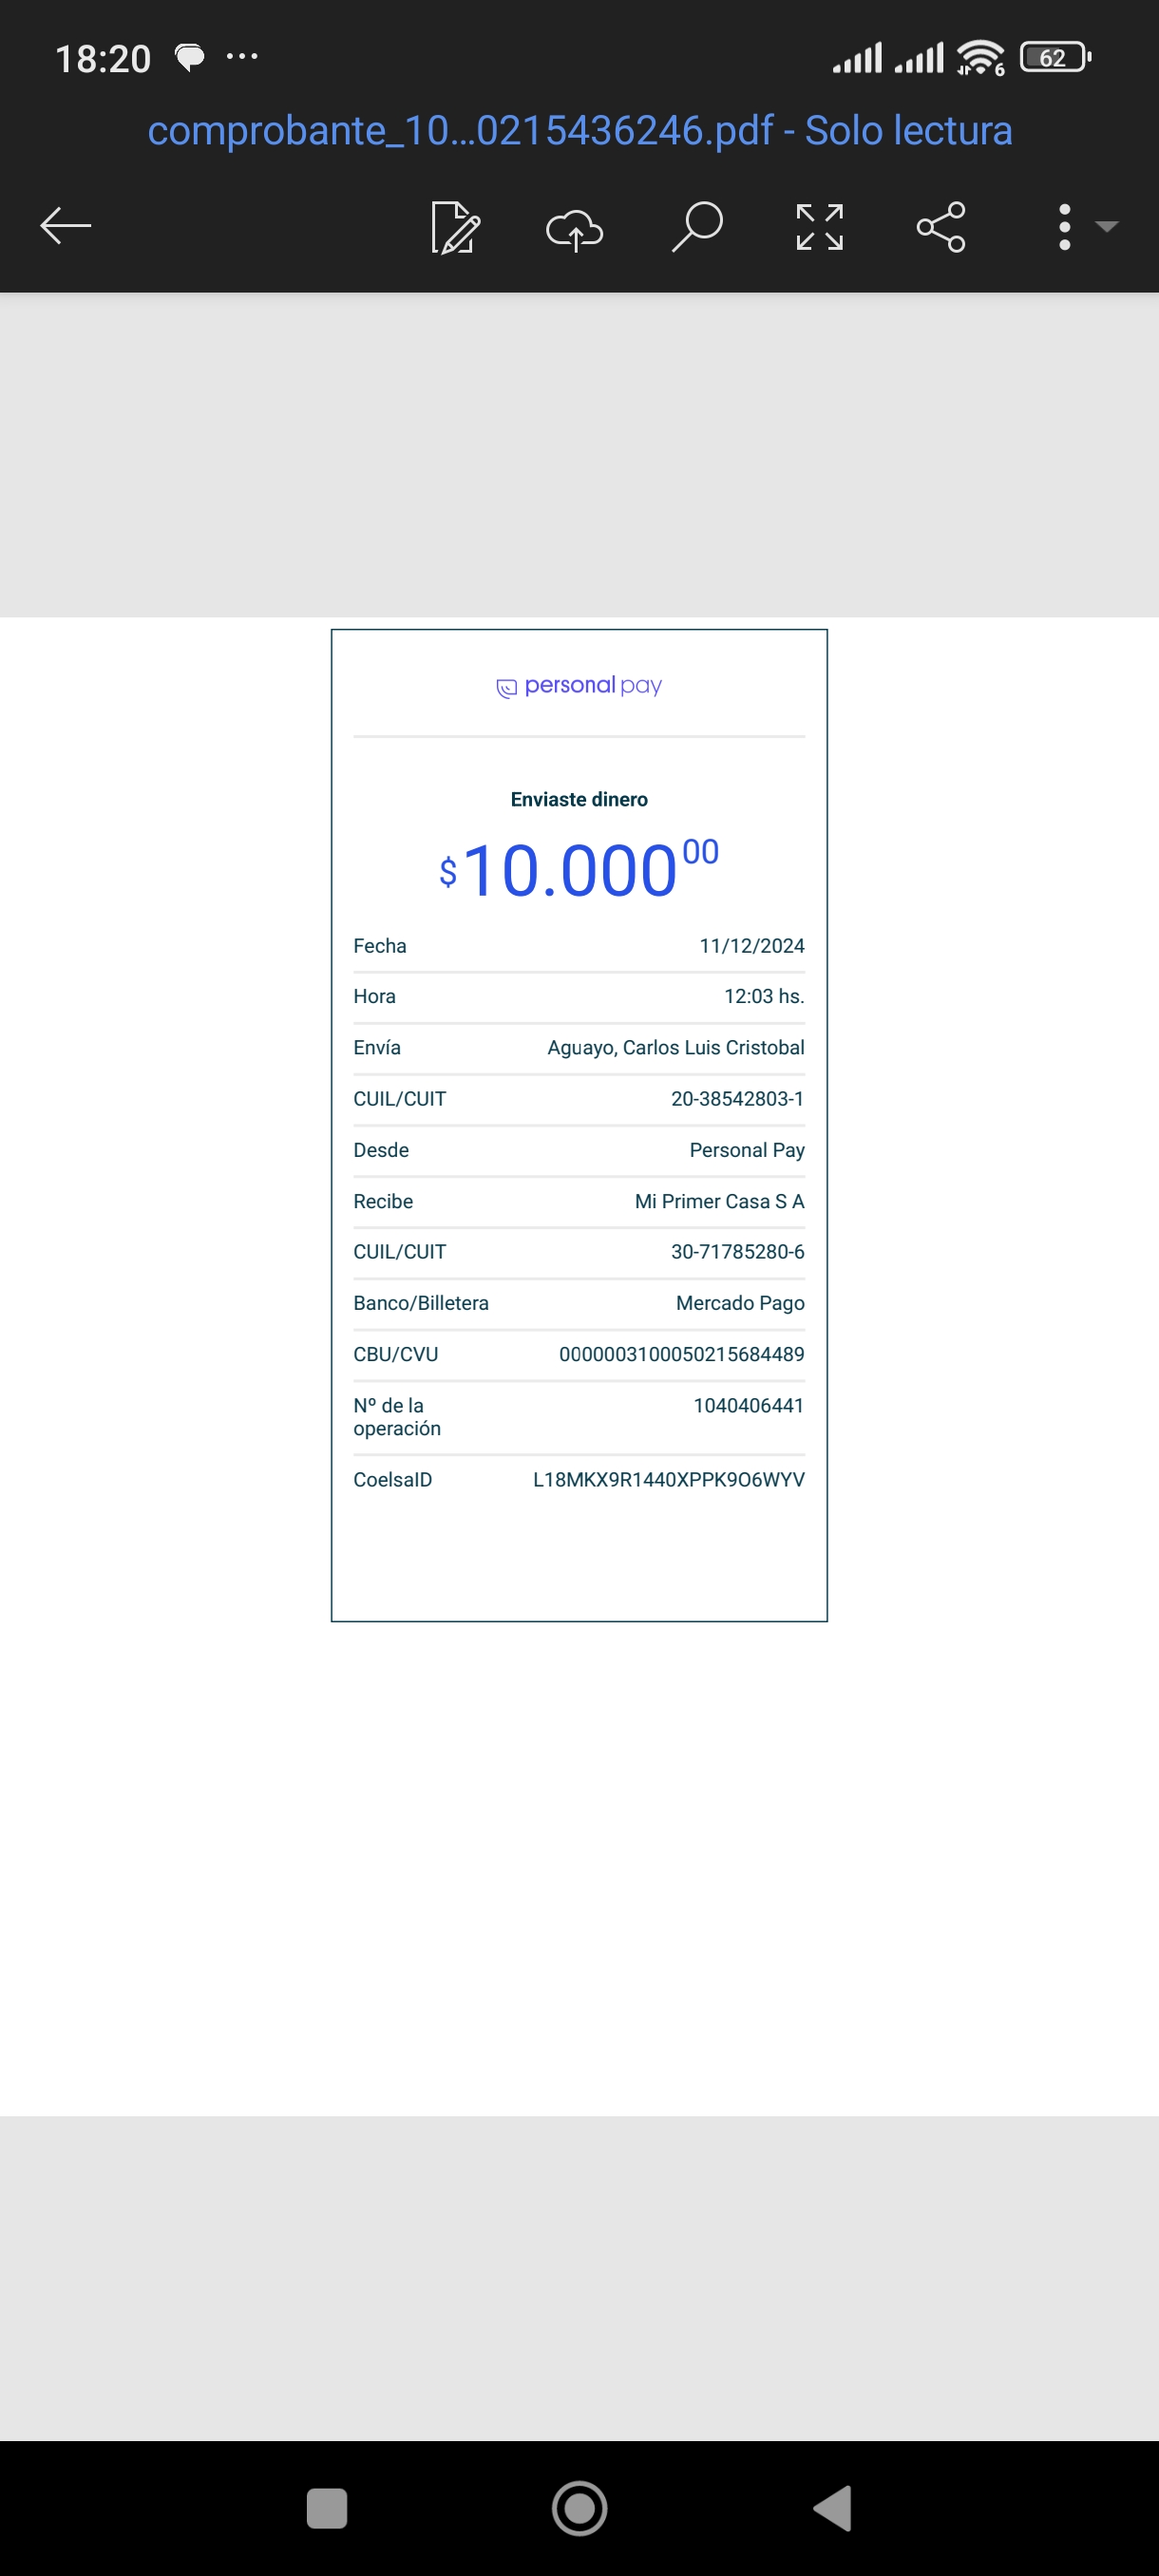 18:20 ... 6 62
comprobante_10...0215436246.pdf - Solo lectura
personal pay
Enviaste dinero
$10.00000
Fecha 11/12/2024
Hora 12:03 hs.
Envía Aguayo, Carlos Luis Cristobal
CUIL/CUIT 20-38542803-1
Desde Personal Pay
Recibe Mi Primer Casa S A
CUIL/CUIT 30-71785280-6
Banco/Billetera Mercado Pago
CBU/CVU 0000003100050215684489
Nº de la 1040406441
operación
CoelsaID L18MKX9R1440XPPK9O6WYV